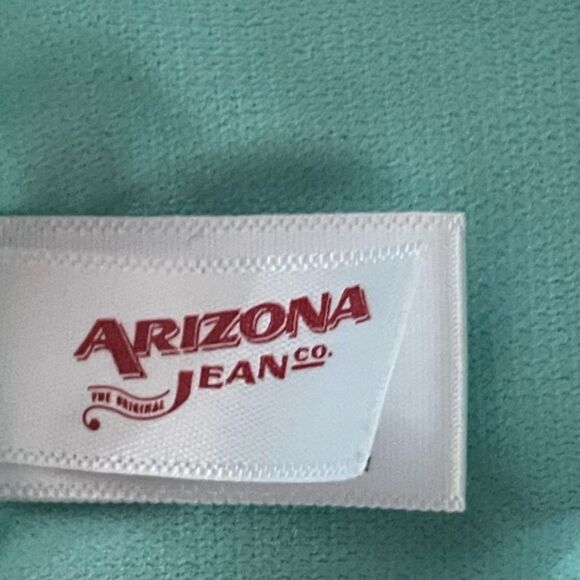 ARIZONA
JEAN CO.
THE ORIGINAL